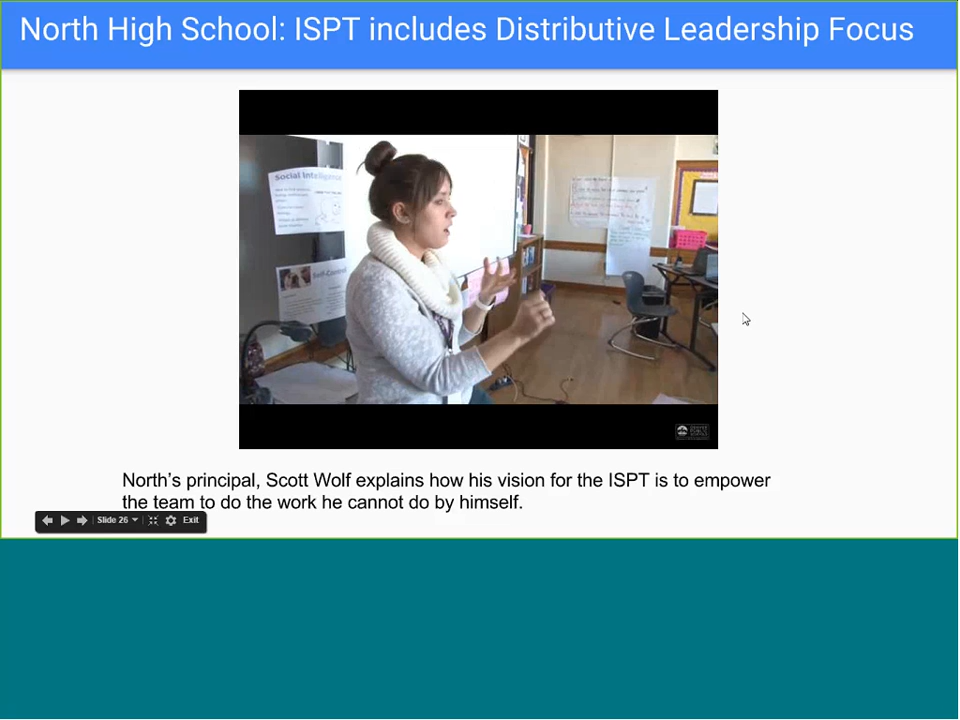 North High School: ISPT includes Distributive Leadership Focus
Social Intelligence
Self-Control
North's principal, Scott Wolf explains how his vision for the ISPT is to empower
the team to do the work he cannot do by himself.
Slide 26
Exit